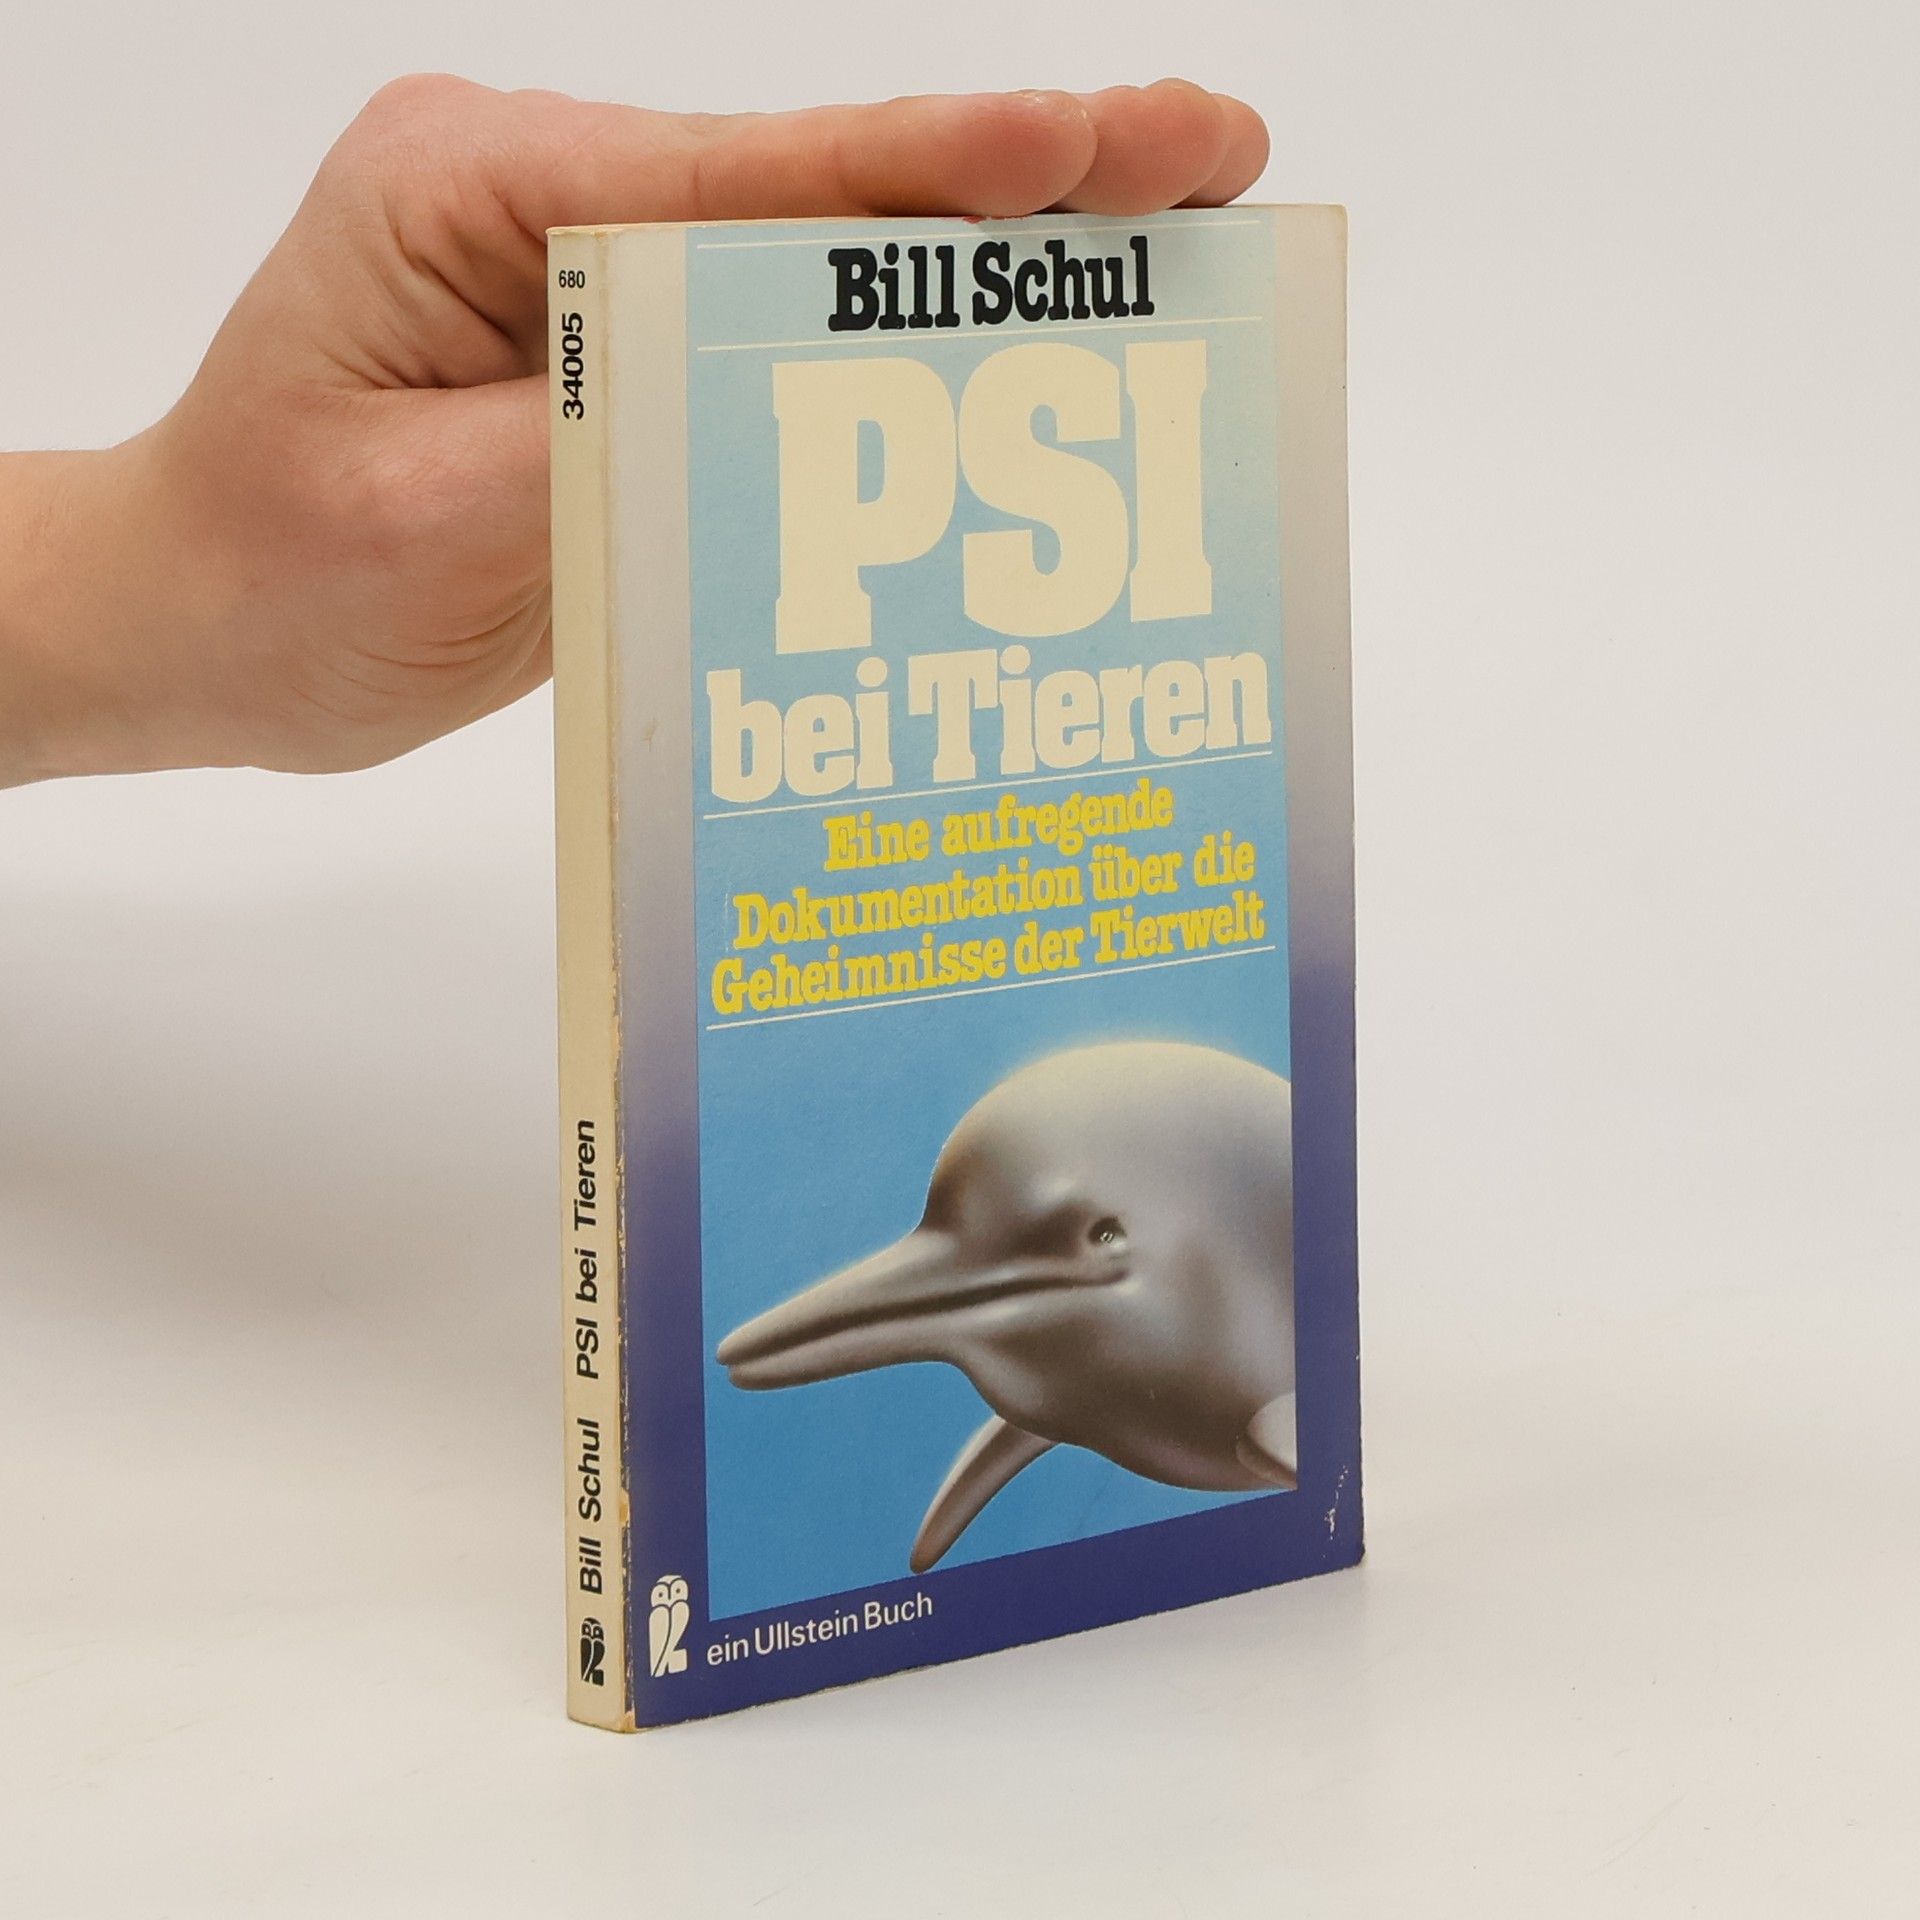 Bill Schul
PSI
bei Tieren
Eine aufregende
Dokumentation über die
Geheimnisse der Tierwelt
ein Ullstein Buch
680
34005
Bill Schul PSI bei Tieren